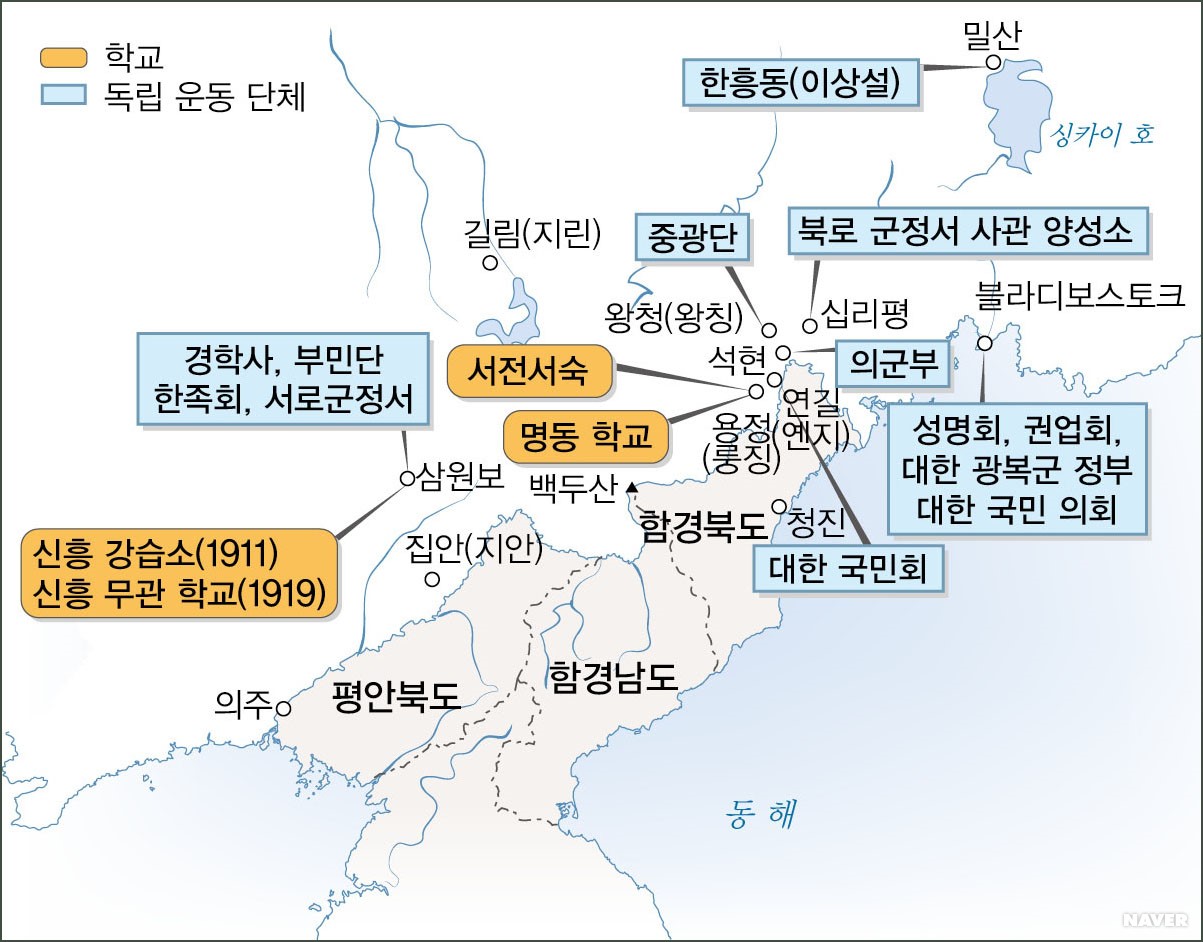 학교
독립 운동 단체
밀산
한흥동(이상설)
싱카이 호
길림(지린)
중광단
북로 군정서 사관 양성소
블라디보스토크
왕청(왕칭)
십리평
경학사, 부민단
한족회, 서로군정서
서전서숙
석현
의군부
명동 학교
연길
(옌지)
용정
(룽징)
성명회, 권업회,
대한 광복군 정부
대한 국민 의회
삼원보
백두산
함경북도
청진
신흥 강습소(1911)
신흥 무관 학교(1919)
집안(지안)
대한 국민회
함경남도
평안북도
의주
동해
NAVER